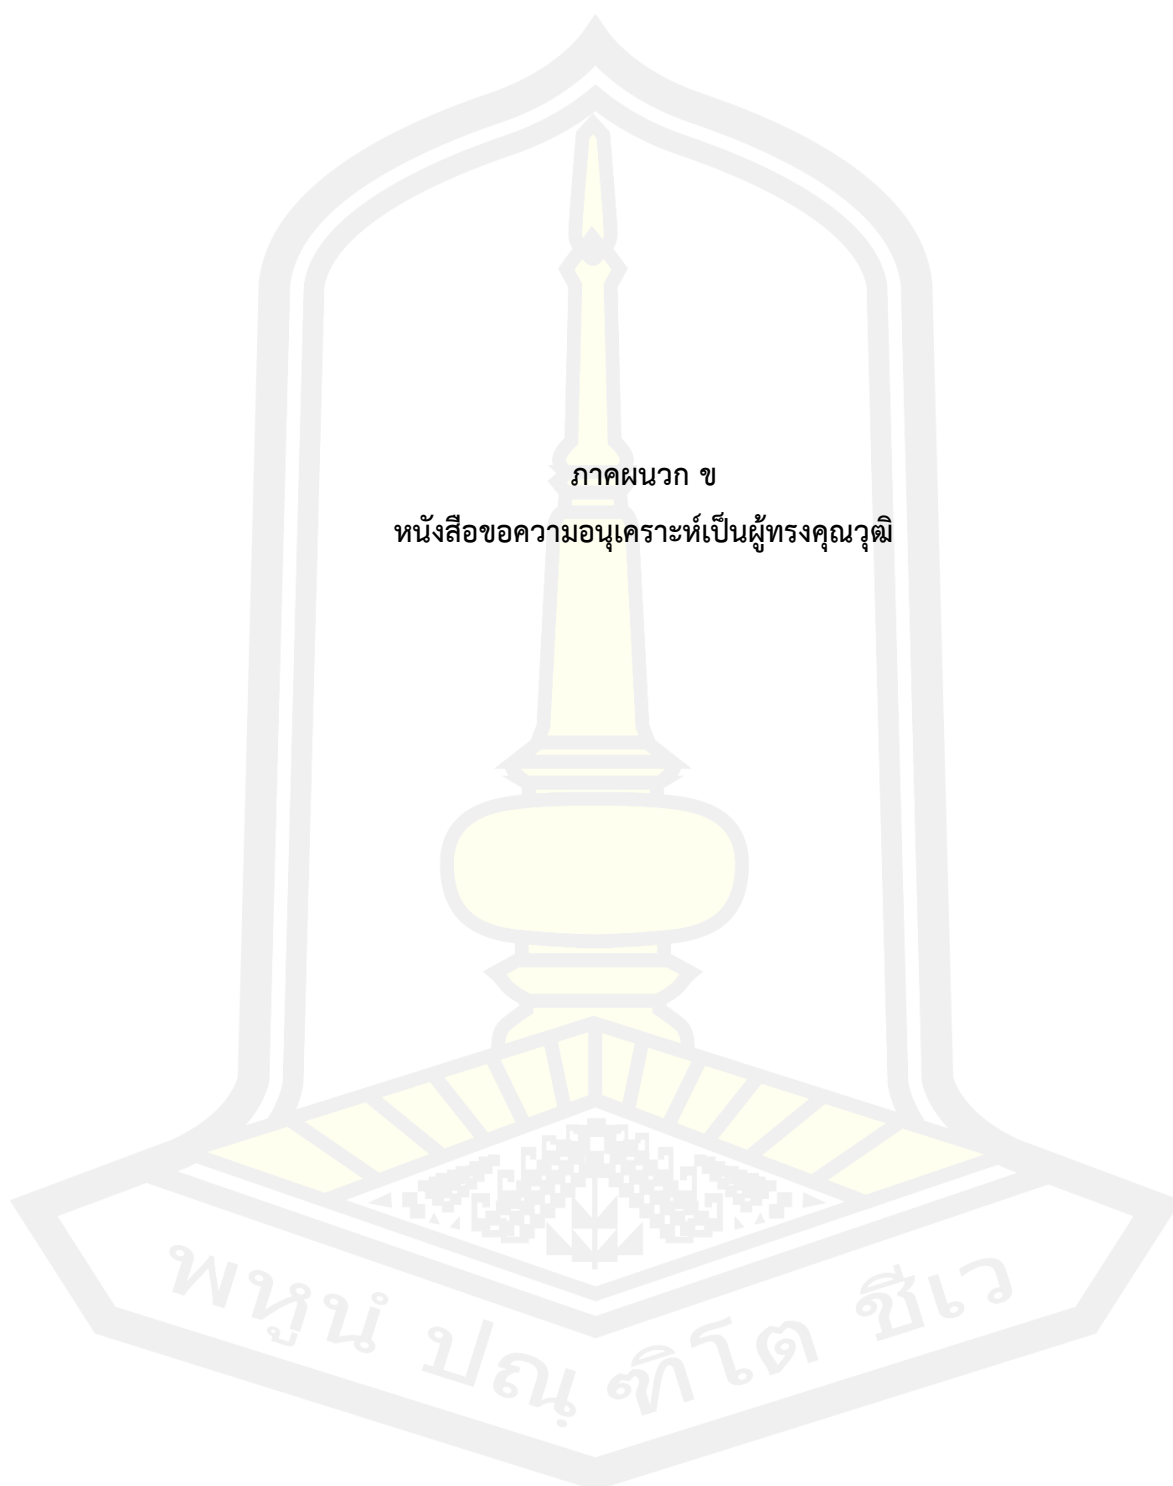 ภาคผนวก ข
หนังสือขอความอนุเคราะห์เป็นผู้ทรงคุณวุฒิ
พหูนํ ปณฺฑิโต ชีเว